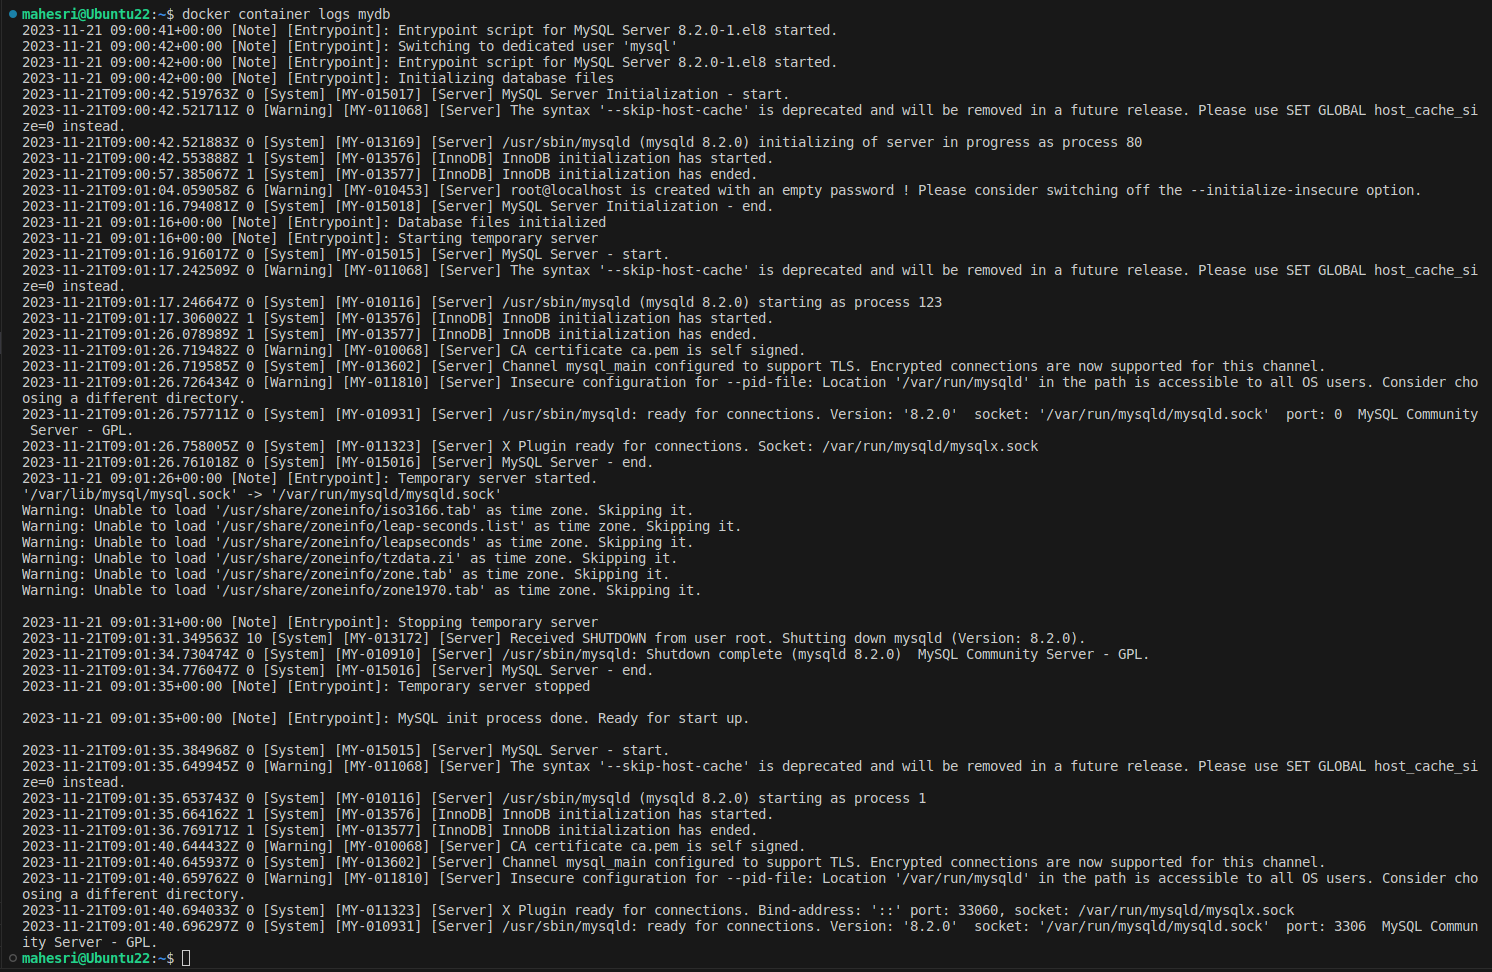 mahesri@Ubuntu22:~$ docker container logs mydb
2023-11-21 09:00:41+00:00 [Note] [Entrypoint]: Entrypoint script for MySQL Server 8.2.0-1.el8 started.
2023-11-21 09:00:42+00:00 [Note] [Entrypoint]: Switching to dedicated user 'mysql'
2023-11-21 09:00:42+00:00 [Note] [Entrypoint]: Entrypoint script for MySQL Server 8.2.0-1.el8 started.
2023-11-21 09:00:42+00:00 [Note] [Entrypoint]: Initializing database files
2023-11-21T09:00:42.519763Z 0 [System] [MY-015017] [Server] MySQL Server Initialization - start.
2023-11-21T09:00:42.521711Z 0 [Warning] [MY-011068] [Server] The syntax '--skip-host-cache' is deprecated and will be removed in a future release. Please use SET GLOBAL host_cache_si
ze=0 instead.
2023-11-21T09:00:42.521883Z 0 [System] [MY-013169] [Server] /usr/sbin/mysqld (mysqld 8.2.0) initializing of server in progress as process 80
2023-11-21T09:00:42.553888Z 1 [System] [MY-013576] [InnoDB] InnoDB initialization has started.
2023-11-21T09:00:57.385067Z 1 [System] [MY-013577] [InnoDB] InnoDB initialization has ended.
2023-11-21T09:01:04.059058Z 6 [Warning] [MY-010453] [Server] root@localhost is created with an empty password ! Please consider switching off the --initialize-insecure option.
2023-11-21T09:01:16.794081Z 0 [System] [MY-015018] [Server] MySQL Server Initialization - end.
2023-11-21 09:01:16+00:00 [Note] [Entrypoint]: Database files initialized
2023-11-21 09:01:16+00:00 [Note] [Entrypoint]: Starting temporary server
2023-11-21T09:01:16.916017Z 0 [System] [MY-015015] [Server] MySQL Server - start.
2023-11-21T09:01:17.242509Z 0 [Warning] [MY-011068] [Server] The syntax '--skip-host-cache' is deprecated and will be removed in a future release. Please use SET GLOBAL host_cache_si
ze=0 instead.
2023-11-21T09:01:17.246647Z 0 [System] [MY-010116] [Server] /usr/sbin/mysqld (mysqld 8.2.0) starting as process 123
2023-11-21T09:01:17.306002Z 1 [System] [MY-013576] [InnoDB] InnoDB initialization has started.
2023-11-21T09:01:26.078989Z 1 [System] [MY-013577] [InnoDB] InnoDB initialization has ended.
2023-11-21T09:01:26.719482Z 0 [Warning] [MY-010068] [Server] CA certificate ca.pem is self signed.
2023-11-21T09:01:26.719585Z 0 [System] [MY-013602] [Server] Channel mysql_main configured to support TLS. Encrypted connections are now supported for this channel.
2023-11-21T09:01:26.726434Z 0 [Warning] [MY-011810] [Server] Insecure configuration for --pid-file: Location '/var/run/mysqld' in the path is accessible to all OS users. Consider cho
osing a different directory.
2023-11-21T09:01:26.757711Z 0 [System] [MY-010931] [Server] /usr/sbin/mysqld: ready for connections. Version: '8.2.0'  socket: '/var/run/mysqld/mysqld.sock'  port: 0  MySQL Community
 Server - GPL.
2023-11-21T09:01:26.758005Z 0 [System] [MY-011323] [Server] X Plugin ready for connections. Socket: /var/run/mysqld/mysqlx.sock
2023-11-21T09:01:26.761018Z 0 [System] [MY-015016] [Server] MySQL Server - end.
2023-11-21 09:01:26+00:00 [Note] [Entrypoint]: Temporary server started.
'/var/lib/mysql/mysql.sock' -> '/var/run/mysqld/mysqld.sock'
Warning: Unable to load '/usr/share/zoneinfo/iso3166.tab' as time zone. Skipping it.
Warning: Unable to load '/usr/share/zoneinfo/leap-seconds.list' as time zone. Skipping it.
Warning: Unable to load '/usr/share/zoneinfo/leapseconds' as time zone. Skipping it.
Warning: Unable to load '/usr/share/zoneinfo/tzdata.zi' as time zone. Skipping it.
Warning: Unable to load '/usr/share/zoneinfo/zone.tab' as time zone. Skipping it.
Warning: Unable to load '/usr/share/zoneinfo/zone1970.tab' as time zone. Skipping it.

2023-11-21 09:01:31+00:00 [Note] [Entrypoint]: Stopping temporary server
2023-11-21T09:01:31.349563Z 10 [System] [MY-013172] [Server] Received SHUTDOWN from user root. Shutting down mysqld (Version: 8.2.0).
2023-11-21T09:01:34.730474Z 0 [System] [MY-010910] [Server] /usr/sbin/mysqld: Shutdown complete (mysqld 8.2.0)  MySQL Community Server - GPL.
2023-11-21T09:01:34.776047Z 0 [System] [MY-015016] [Server] MySQL Server - end.
2023-11-21 09:01:35+00:00 [Note] [Entrypoint]: Temporary server stopped

2023-11-21 09:01:35+00:00 [Note] [Entrypoint]: MySQL init process done. Ready for start up.

2023-11-21T09:01:35.384968Z 0 [System] [MY-015015] [Server] MySQL Server - start.
2023-11-21T09:01:35.649945Z 0 [Warning] [MY-011068] [Server] The syntax '--skip-host-cache' is deprecated and will be removed in a future release. Please use SET GLOBAL host_cache_si
ze=0 instead.
2023-11-21T09:01:35.653743Z 0 [System] [MY-010116] [Server] /usr/sbin/mysqld (mysqld 8.2.0) starting as process 1
2023-11-21T09:01:35.664162Z 1 [System] [MY-013576] [InnoDB] InnoDB initialization has started.
2023-11-21T09:01:36.769171Z 1 [System] [MY-013577] [InnoDB] InnoDB initialization has ended.
2023-11-21T09:01:40.644432Z 0 [Warning] [MY-010068] [Server] CA certificate ca.pem is self signed.
2023-11-21T09:01:40.645937Z 0 [System] [MY-013602] [Server] Channel mysql_main configured to support TLS. Encrypted connections are now supported for this channel.
2023-11-21T09:01:40.659762Z 0 [Warning] [MY-011810] [Server] Insecure configuration for --pid-file: Location '/var/run/mysqld' in the path is accessible to all OS users. Consider cho
osing a different directory.
2023-11-21T09:01:40.694033Z 0 [System] [MY-011323] [Server] X Plugin ready for connections. Bind-address: '::' port: 33060, socket: /var/run/mysqld/mysqlx.sock
2023-11-21T09:01:40.696297Z 0 [System] [MY-010931] [Server] /usr/sbin/mysqld: ready for connections. Version: '8.2.0'  socket: '/var/run/mysqld/mysqld.sock'  port: 3306  MySQL Commun
ity Server - GPL.
mahesri@Ubuntu22:~$